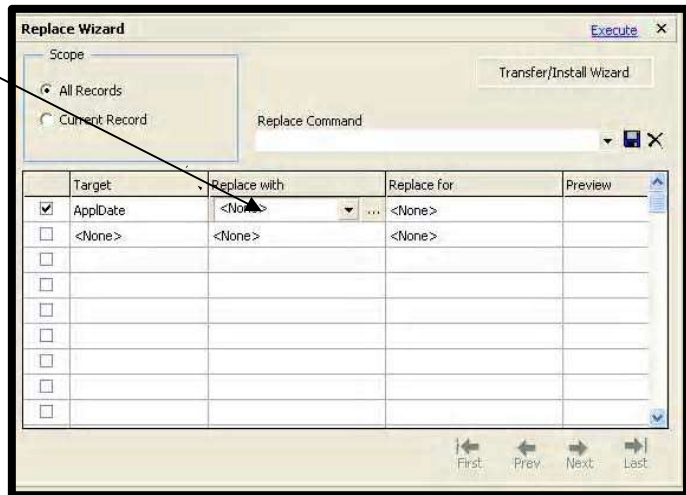 Replace Wizard Execute
Scope
Transfer/Install Wizard
All Records
Current Record
Replace Command
Target Replace with Replace for Preview
ApplDate <None> ... <None>
<None> <None> <None>
First Prev Next Last